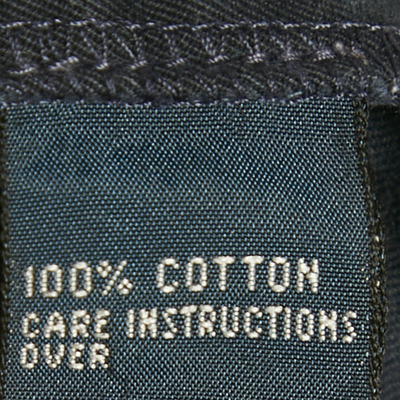 100% COTTON
CARE INSTRUCTIONS
OVER